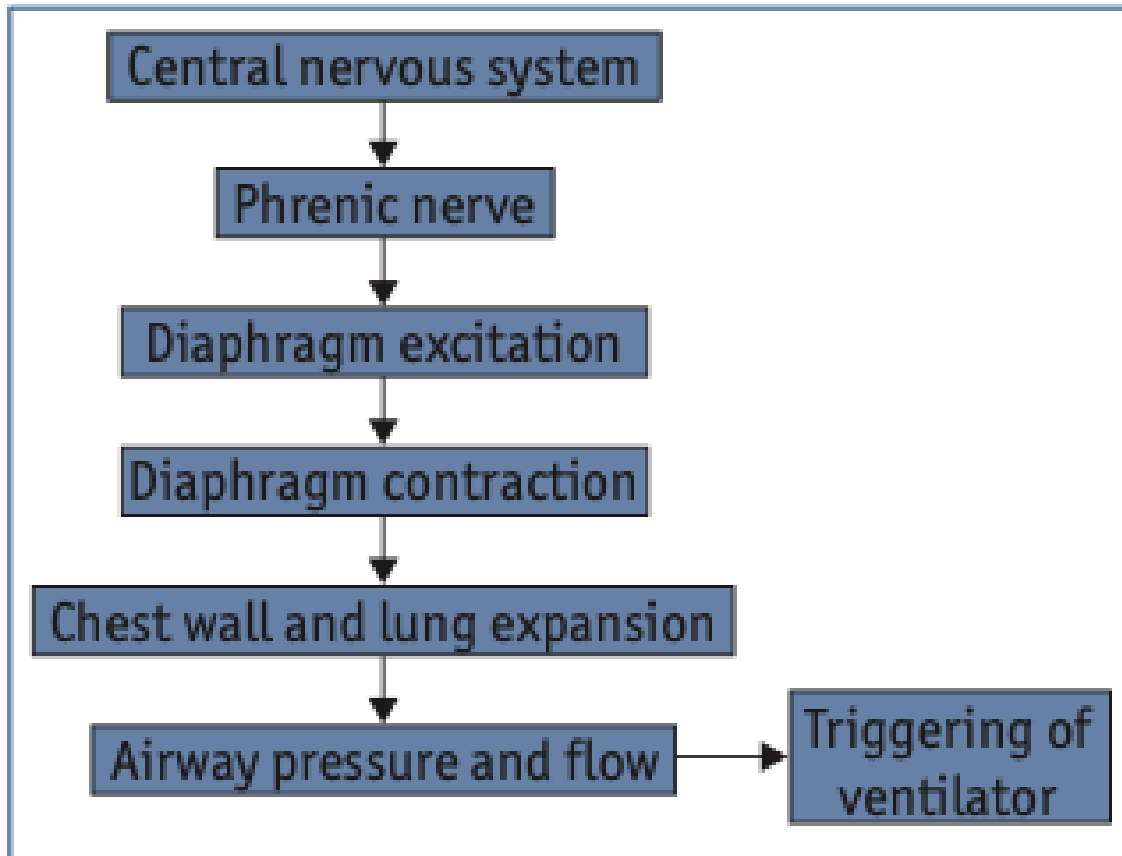 Central nervous system
Phrenic nerve
Diaphragm excitation
Diaphragm contraction
Chest wall and lung expansion
Airway pressure and flow
Triggering of
ventilator